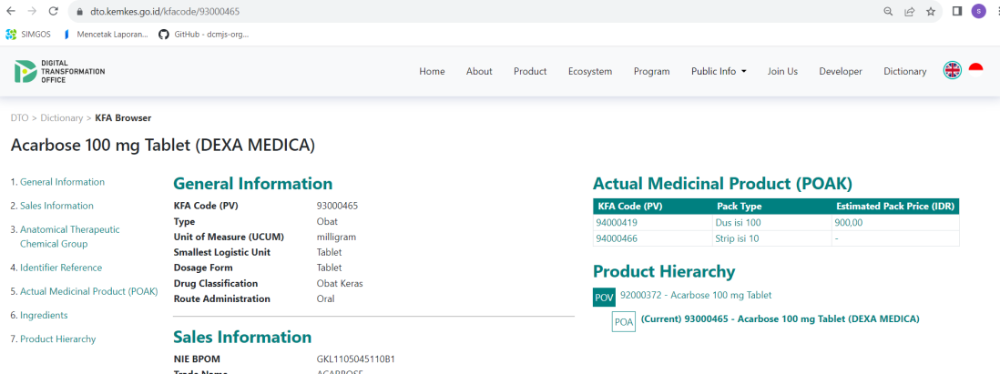 dto.kemkes.go.id/kfacode/93000465
S
SIMGOS
Mencetak Laporan...
GitHub - dcmjs-org...
DIGITAL
TRANSFORMATION
OFFICE
Home About Product Ecosystem Program Public Info Join Us Developer Dictionary
DTO > Dictionary > KFA Browser
Acarbose 100 mg Tablet (DEXA MEDICA)
1. General Information
2. Sales Information
3. Anatomical Therapeutic
Chemical Group
4. Identifier Reference
5. Actual Medicinal Product (POAK)
6. Ingredients
7. Product Hierarchy
General Information
KFA Code (PV) 93000465
Type Obat
Unit of Measure (UCUM) milligram
Smallest Logistic Unit Tablet
Dosage Form Tablet
Drug Classification Obat Keras
Route Administration Oral
Sales Information
NIE BPOM GKL1105045110B1
Trade Name ACARBOSE
Actual Medicinal Product (POAK)
KFA Code (PV) Pack Type Estimated Pack Price (IDR)
94000419 Dus isi 100 900,00
94000466 Strip isi 10 -
Product Hierarchy
POV 92000372 - Acarbose 100 mg Tablet
POA (Current) 93000465 - Acarbose 100 mg Tablet (DEXA MEDICA)